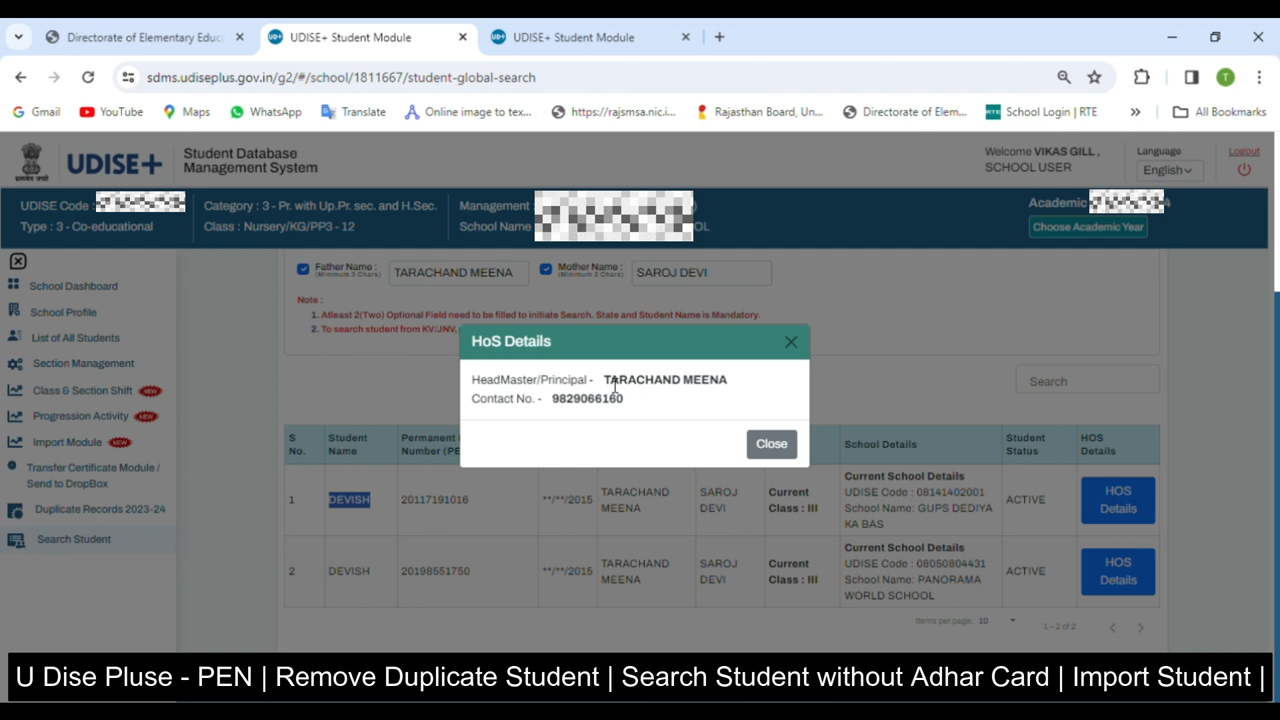 Directorate of Elementary Educ
UDISE+ Student Module
UDISE+ Student Module
sdms.udiseplus.gov.in/g2/#/school/1811667/student-global-search
T
Gmail
YouTube
Maps
WhatsApp
Translate
Online image to tex...
https://rajsmsa.nic.i...
Rajasthan Board, Un...
Directorate of Elem...
School Login | RTE
»
All Bookmarks
UDISE+
Student Database
Management System
Welcome VIKAS GILL ,
SCHOOL USER
Language
English
Logout
UDISE Code :
Category : 3 - Pr. with Up.Pr. sec. and H.Sec.
Management
Academic
4
Type : 3 - Co-educational
Class : Nursery/KG/PP3 - 12
School Name
OL
Choose Academic Year
School Dashboard
School Profile
List of All Students
Section Management
Class & Section Shift NEW
Progression Activity NEW
Import Module NEW
Transfer Certificate Module /
Send to DropBox
Duplicate Records 2023-24
Search Student
Father Name :
(Minimum 3 Chars)
TARACHAND MEENA
Mother Name :
(Minimum 3 Chars)
SAROJ DEVI
Note :
1. Atleast 2(Two) Optional Field need to be filled to initiate Search. State and Student Name is Mandatory.
2. To search student from KV/JNV,
HoS Details
HeadMaster/Principal - TARACHAND MEENA
Contact No. - 9829066160
Close
Search
S No.
Student Name
Permanent
Number (PE
School Details
Student Status
HOS Details
1
DEVISH
20117191016
**/**/2015
TARACHAND MEENA
SAROJ DEVI
Current Class : III
Current School Details
UDISE Code : 08141402001
School Name: GUPS DEDIYA
KA BAS
ACTIVE
HOS Details
2
DEVISH
20198551750
**/**/2015
TARACHAND MEENA
SAROJ DEVI
Current Class : III
Current School Details
UDISE Code : 08050804431
School Name: PANORAMA
WORLD SCHOOL
ACTIVE
HOS Details
Items per page: 10
1 – 2 of 2
U Dise Pluse - PEN | Remove Duplicate Student | Search Student without Adhar Card | Import Student |